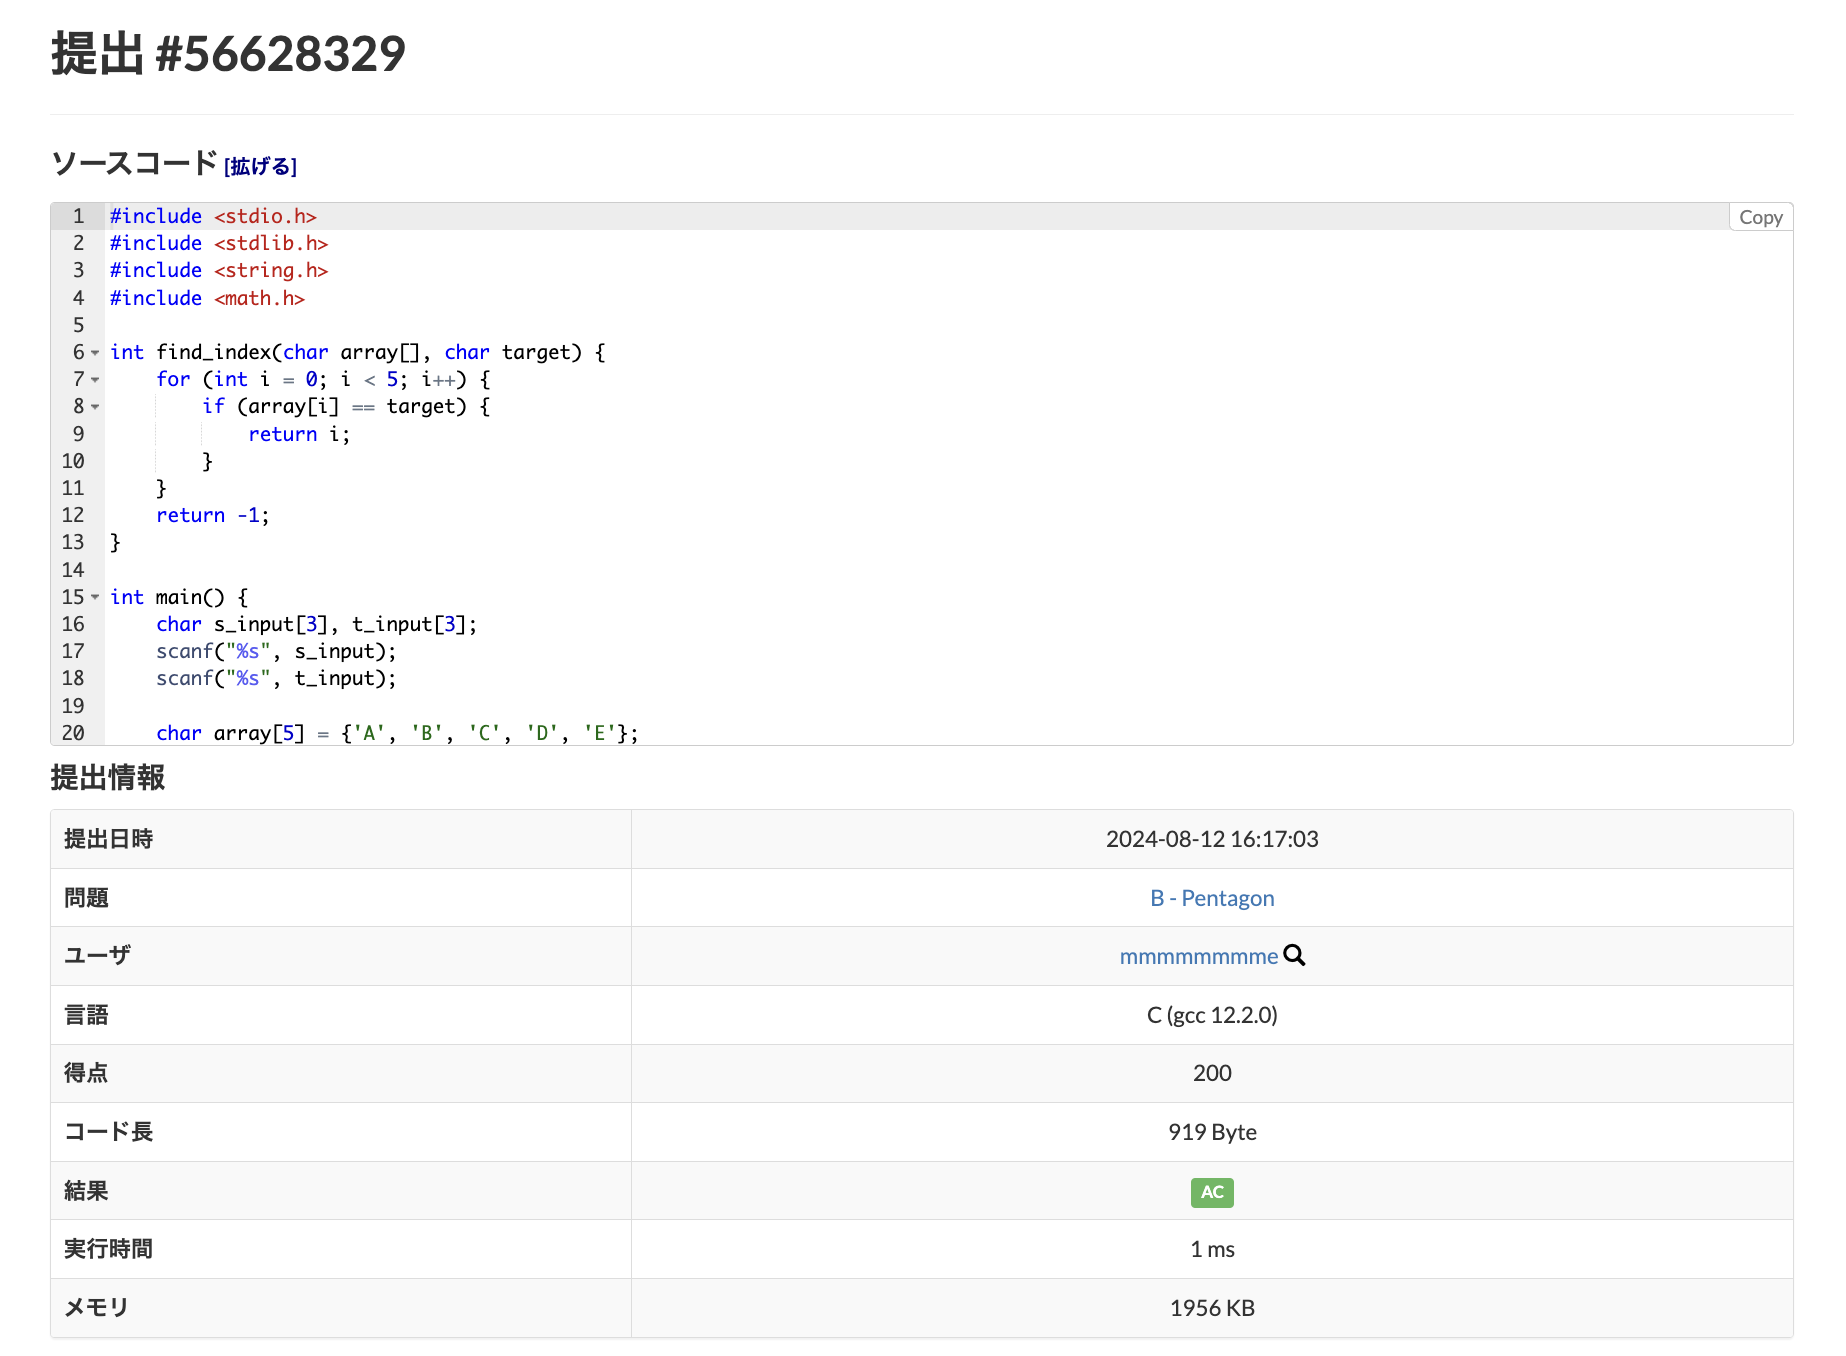 提出 #56628329
ソースコード [拡げる]
Copy
1 #include <stdio.h>
2 #include <stdlib.h>
3 #include <string.h>
4 #include <math.h>
5
6 int find_index(char array[], char target) {
7     for (int i = 0; i < 5; i++) {
8         if (array[i] == target) {
9             return i;
10         }
11     }
12     return -1;
13 }
14
15 int main() {
16     char s_input[3], t_input[3];
17     scanf("%s", s_input);
18     scanf("%s", t_input);
19
20     char array[5] = {'A', 'B', 'C', 'D', 'E'};
提出情報
提出日時 2024-08-12 16:17:03
問題 B - Pentagon
ユーザ mmmmmmmme
言語 C (gcc 12.2.0)
得点 200
コード長 919 Byte
結果 AC
実行時間 1 ms
メモリ 1956 KB